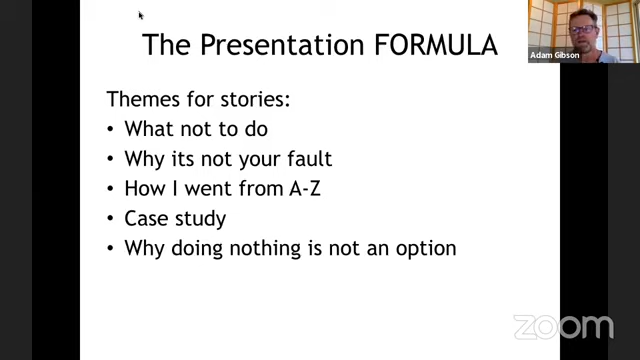 The Presentation FORMULA
Adam Gibson
Themes for stories:
• What not to do
• Why its not your fault
• How I went from A-Z
• Case study
• Why doing nothing is not an option
zoom